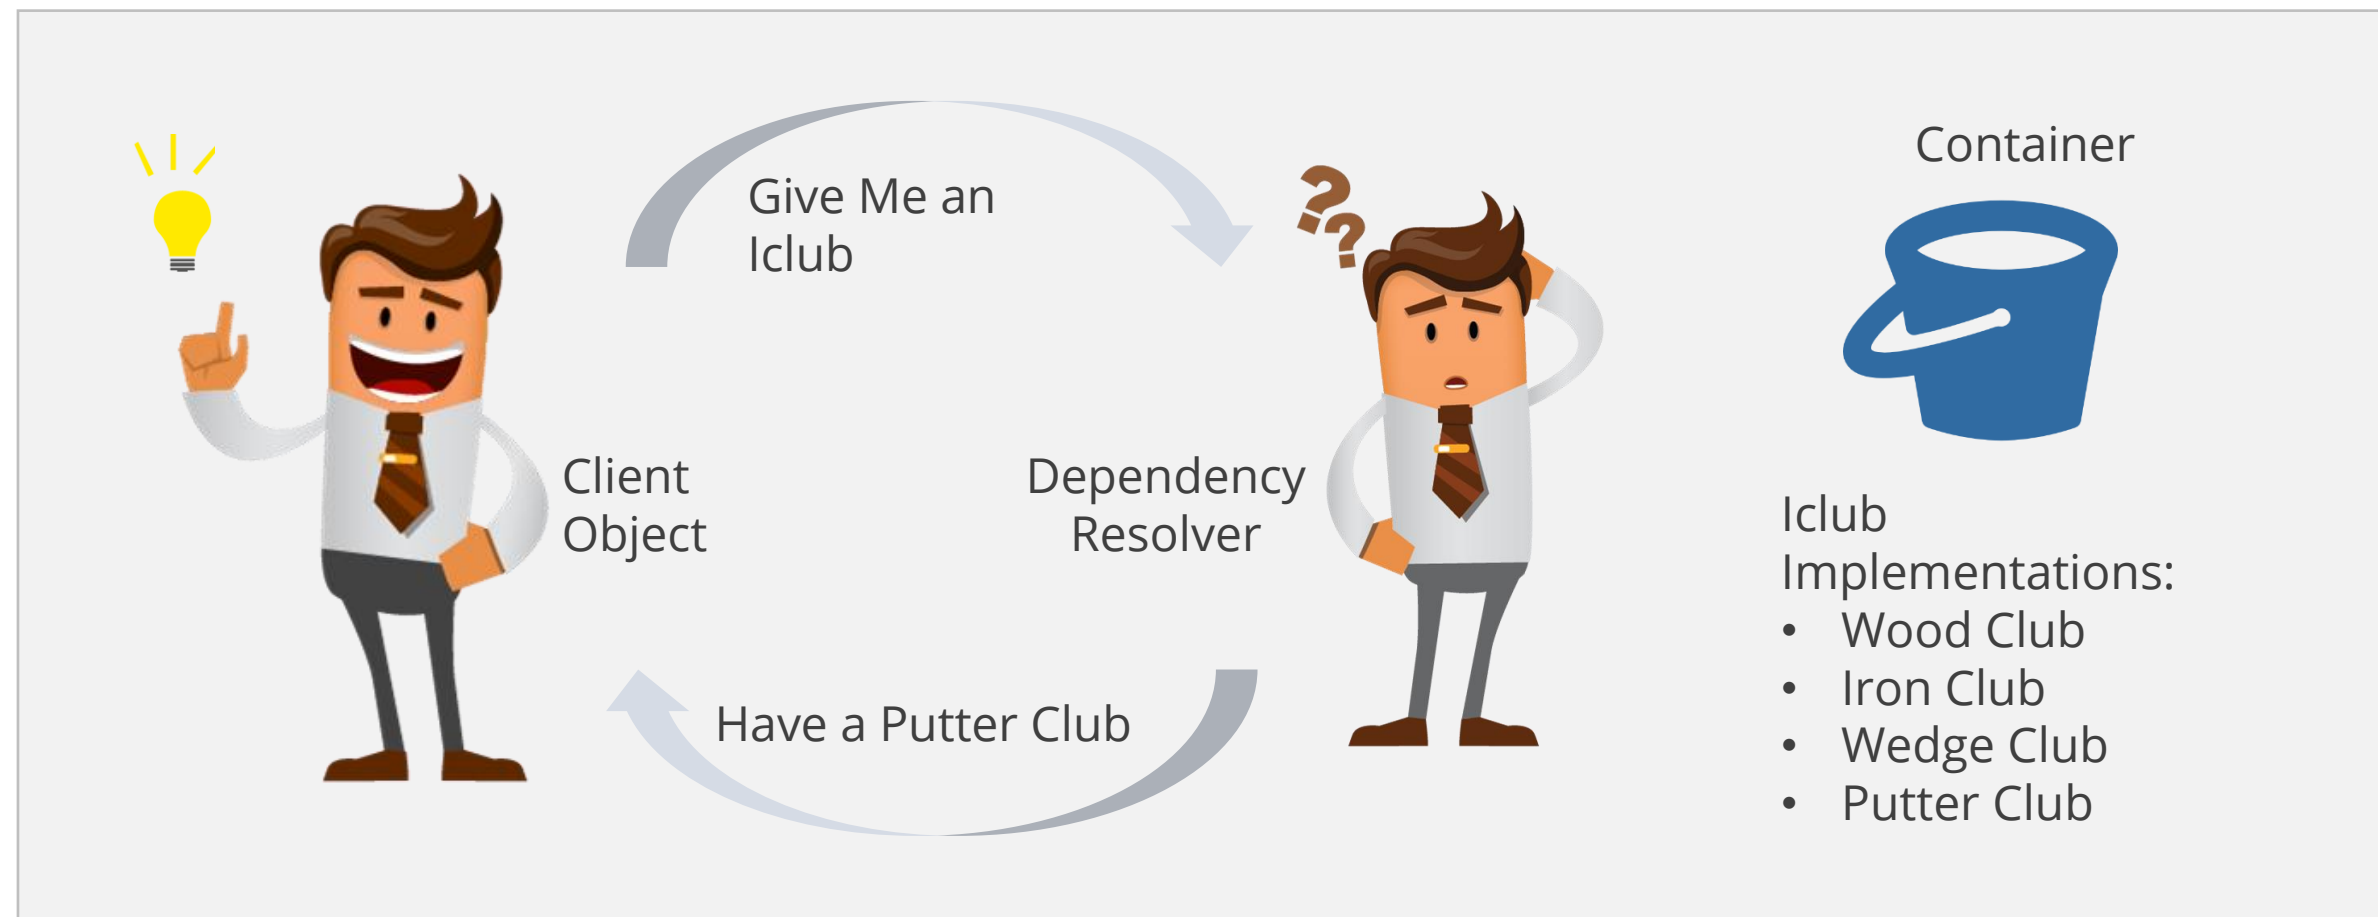 Give Me an
Iclub
Client
Object
Dependency
Resolver
Have a Putter Club
Container
Iclub
Implementations:
• Wood Club
• Iron Club
• Wedge Club
• Putter Club
??